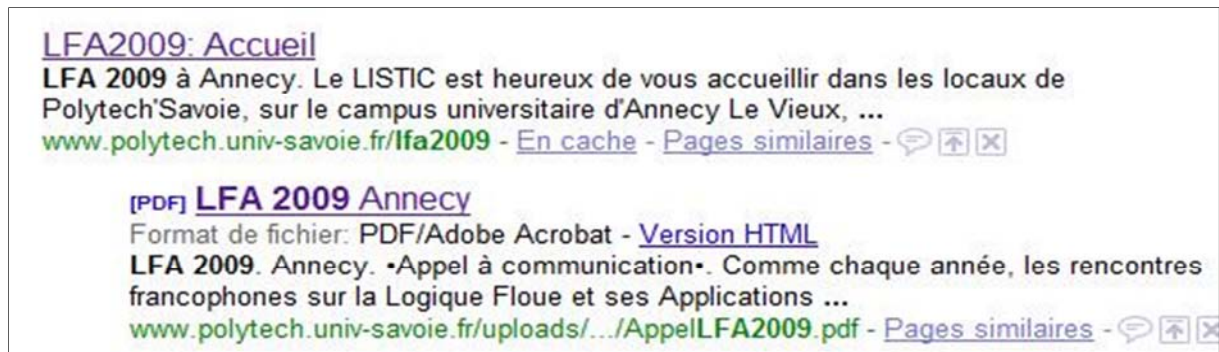 LFA2009: Accueil
LFA 2009 à Annecy. Le LISTIC est heureux de vous accueillir dans les locaux de
Polytech'Savoie, sur le campus universitaire d'Annecy Le Vieux, ...
www.polytech.univ-savoie.fr/lfa2009 - En cache - Pages similaires -
[PDF] LFA 2009 Annecy
Format de fichier: PDF/Adobe Acrobat - Version HTML
LFA 2009. Annecy. •Appel à communication•. Comme chaque année, les rencontres
francophones sur la Logique Floue et ses Applications ...
www.polytech.univ-savoie.fr/uploads/.../AppelLFA2009.pdf - Pages similaires -